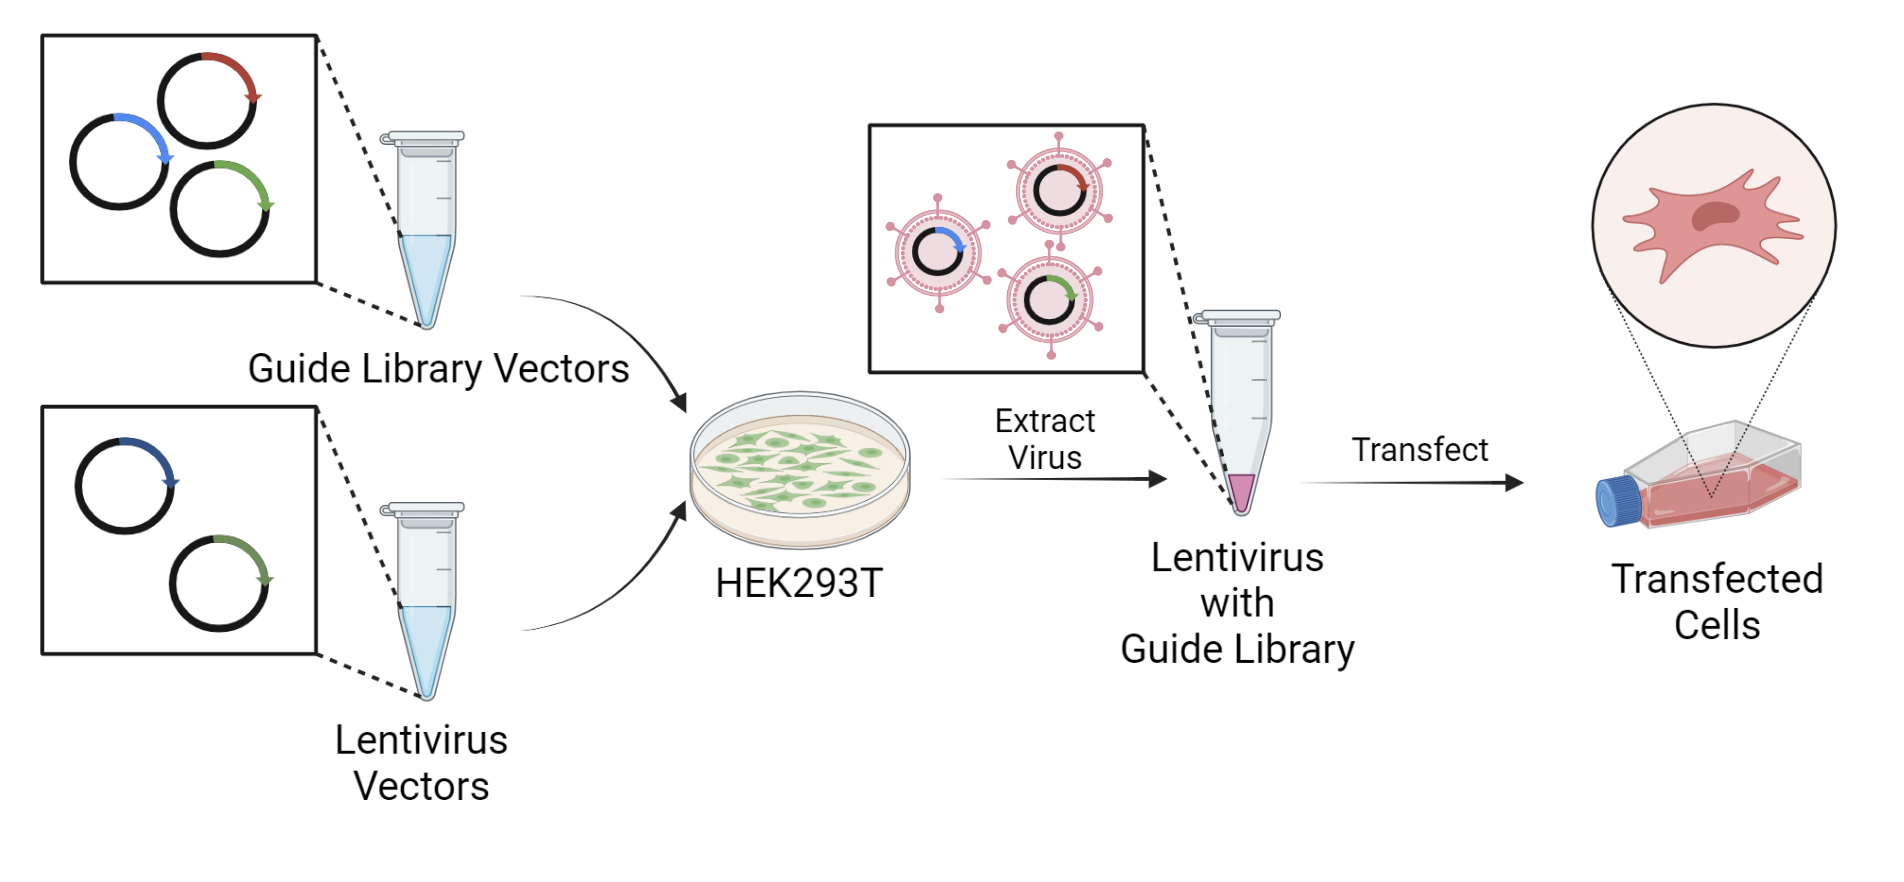 Guide Library Vectors
Lentivirus
Vectors
HEK293T
Extract
Virus
Lentivirus
with
Guide Library
Transfect
Transfected
Cells